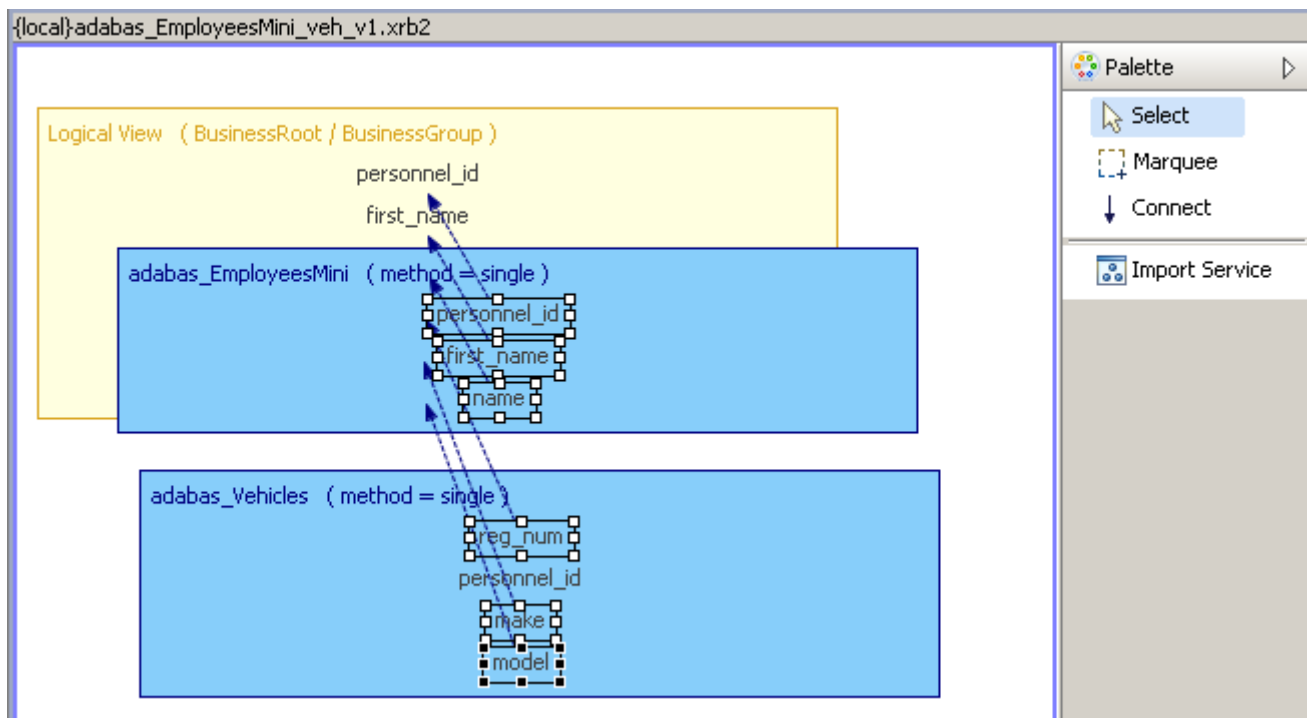 {local}adabas_EmployeesMini_veh_v1.xrb2
Palette
Select
Marquee
Connect
Import Service
Logical View ( BusinessRoot / BusinessGroup )
personnel_id
first_name
adabas_EmployeesMini ( method = single )
personnel_id
first_name
name
adabas_Vehicles ( method = single )
reg_num
personnel_id
make
model